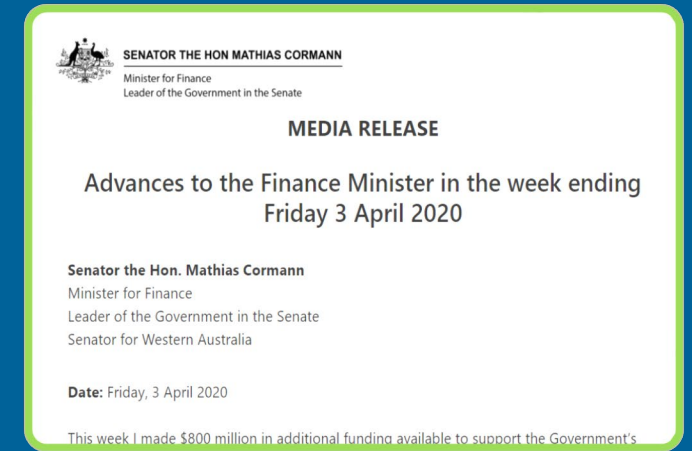 SENATOR THE HON MATHIAS CORMANN
Minister for Finance
Leader of the Government in the Senate
MEDIA RELEASE
Advances to the Finance Minister in the week ending
Friday 3 April 2020
Senator the Hon. Mathias Cormann
Minister for Finance
Leader of the Government in the Senate
Senator for Western Australia
Date: Friday, 3 April 2020
This week I made $800 million in additional funding available to support the Government's